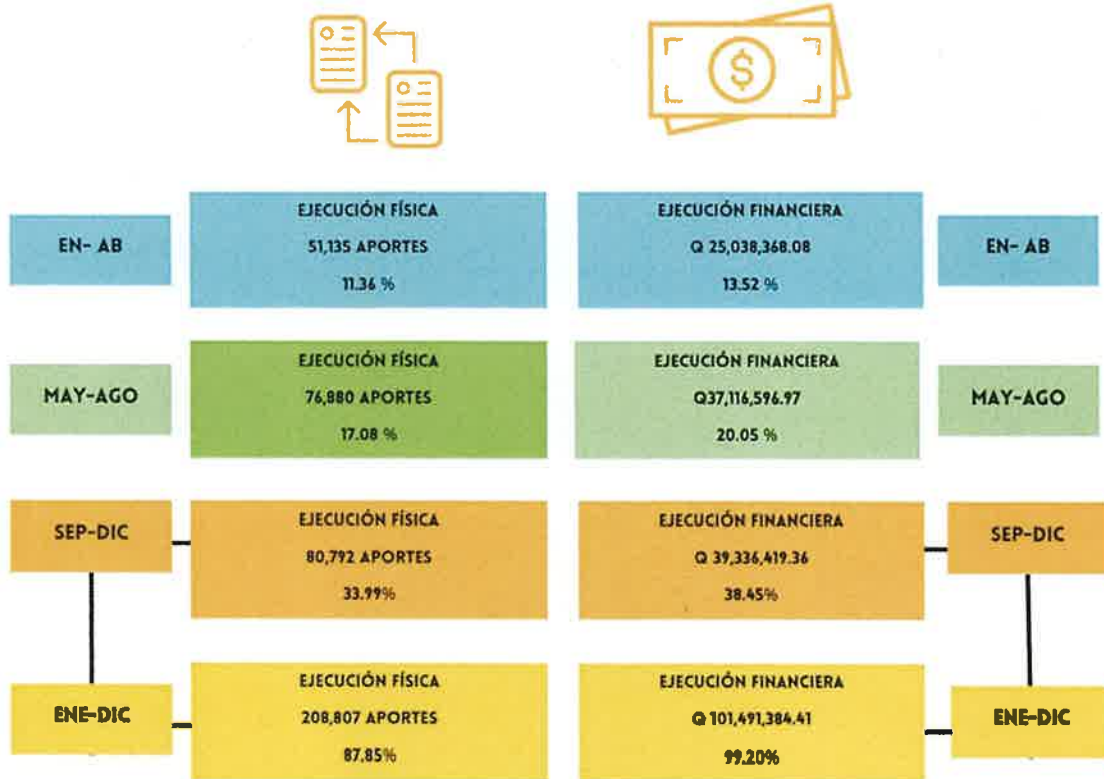 $
EN- AB
EJECUCIÓN FÍSICA
51,135 APORTES
11.36 %
EJECUCIÓN FINANCIERA
Q 25,038,368.08
13.52 %
EN- AB
MAY-AGO
EJECUCIÓN FÍSICA
76,880 APORTES
17.08 %
EJECUCIÓN FINANCIERA
Q37,116,596.97
20.05 %
MAY-AGO
SEP-DIC
EJECUCIÓN FÍSICA
80,792 APORTES
33.99%
EJECUCIÓN FINANCIERA
Q 39,336,419.36
38.45%
SEP-DIC
ENE-DIC
EJECUCIÓN FÍSICA
208,807 APORTES
87.85%
EJECUCIÓN FINANCIERA
Q 101,491,384.41
99.20%
ENE-DIC